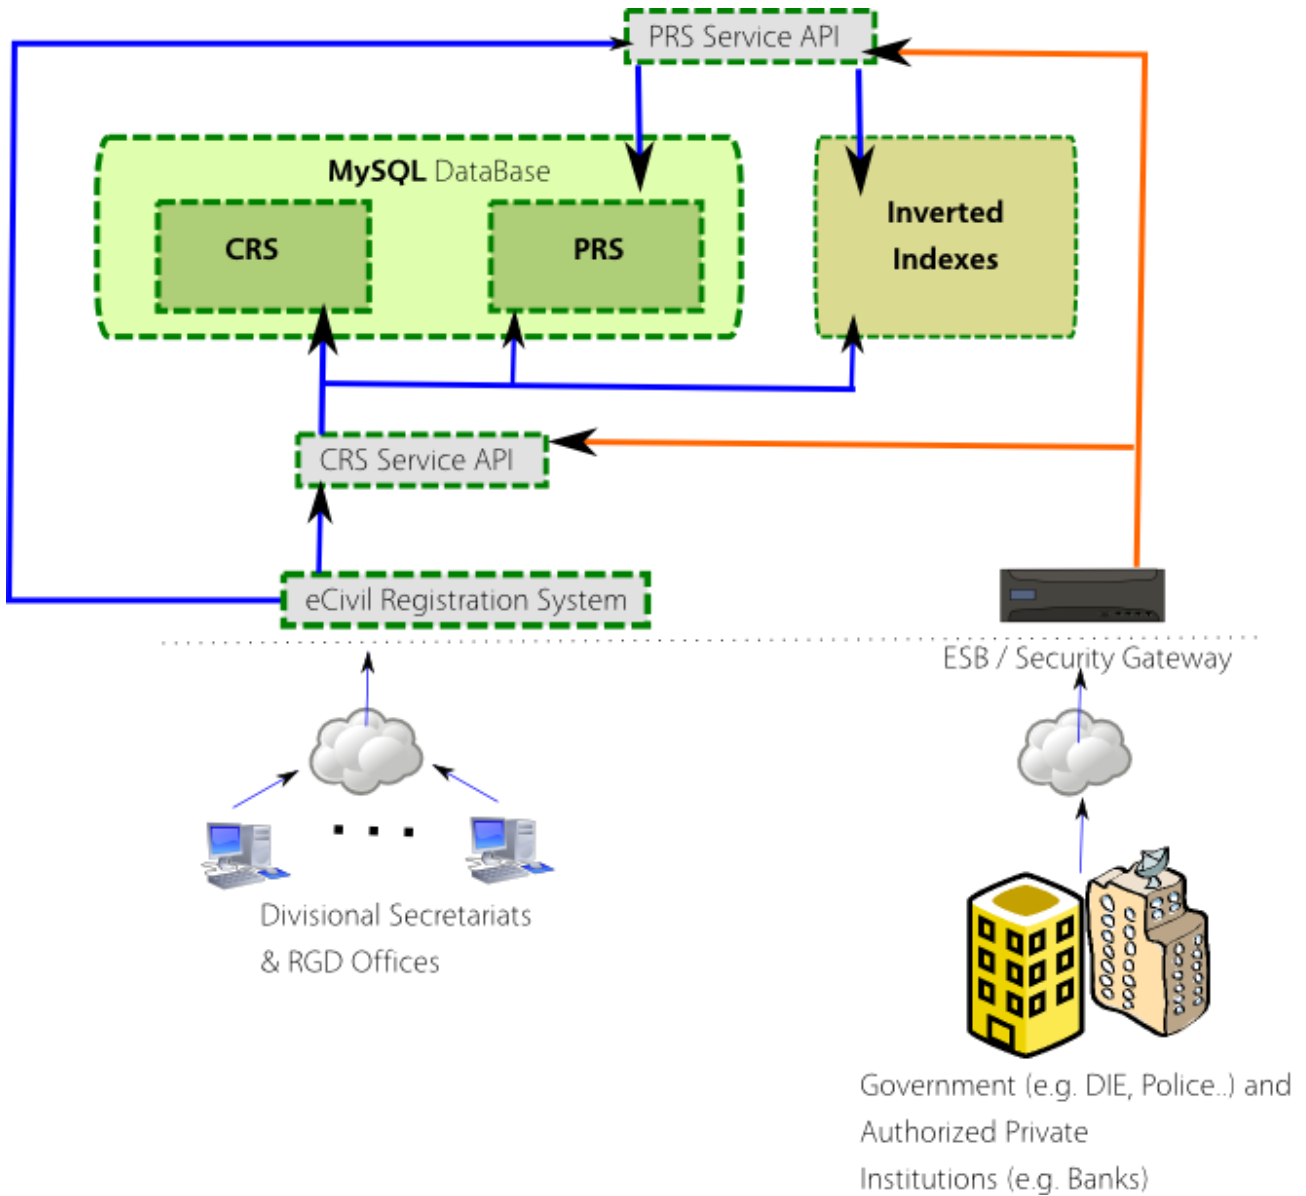 PRS Service API
MySQL DataBase
CRS
PRS
Inverted
Indexes
CRS Service API
eCivil Registration System
ESB / Security Gateway
Divisional Secretariats
& RGD Offices
Government (e.g. DIE, Police..) and
Authorized Private
Institutions (e.g. Banks)